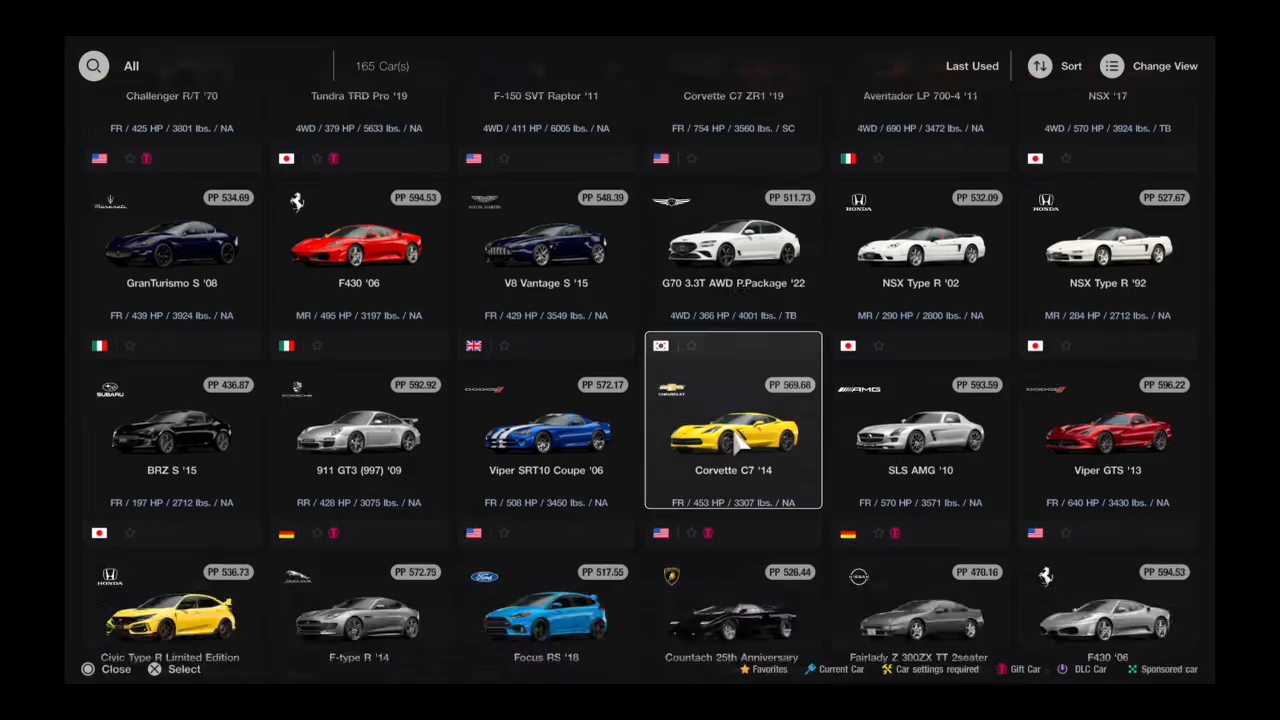 All
165 Car(s)
Last Used
Sort
Change View
Challenger R/T '70
Tundra TRD Pro '19
F-150 SVT Raptor '11
Corvette C7 ZR1 '19
Aventador LP 700-4 '11
NSX '17
FR / 425 HP / 3801 lbs. / NA
4WD / 379 HP / 5633 lbs. / NA
4WD / 411 HP / 6005 lbs. / NA
FR / 754 HP / 3560 lbs. / SC
4WD / 690 HP / 3472 lbs. / NA
4WD / 570 HP / 3924 lbs. / TB
Maserati
PP 534.69
PP 594.53
ASTON MARTIN
PP 548.39
PP 511.73
HONDA
PP 532.09
HONDA
PP 527.67
GranTurismo S '08
F430 '06
V8 Vantage S '15
G70 3.3T AWD P.Package '22
NSX Type R '02
NSX Type R '92
FR / 439 HP / 3924 lbs. / NA
MR / 495 HP / 3197 lbs. / NA
FR / 429 HP / 3549 lbs. / NA
4WD / 366 HP / 4001 lbs. / TB
MR / 290 HP / 2800 lbs. / NA
MR / 284 HP / 2712 lbs. / NA
SUBARU
PP 436.87
PORSCHE
PP 592.92
DODGE
PP 572.17
CHEVROLET
PP 569.68
AMG
PP 593.59
DODGE
PP 596.22
BRZ S '15
911 GT3 (997) '09
Viper SRT10 Coupe '06
Corvette C7 '14
SLS AMG '10
Viper GTS '13
FR / 197 HP / 2712 lbs. / NA
RR / 428 HP / 3075 lbs. / NA
FR / 508 HP / 3450 lbs. / NA
FR / 453 HP / 3307 lbs. / NA
FR / 570 HP / 3571 lbs. / NA
FR / 640 HP / 3430 lbs. / NA
HONDA
PP 536.73
PP 572.75
Ford
PP 517.55
PP 526.44
PP 470.16
PP 594.53
Civic Type R Limited Edition
F-type R '14
Focus RS '18
Countach 25th Anniversary
Fairlady Z 300ZX TT 2seater
F430 '06
Close
Select
Favorites
Current Car
Car settings required
Gift Car
DLC Car
Sponsored car